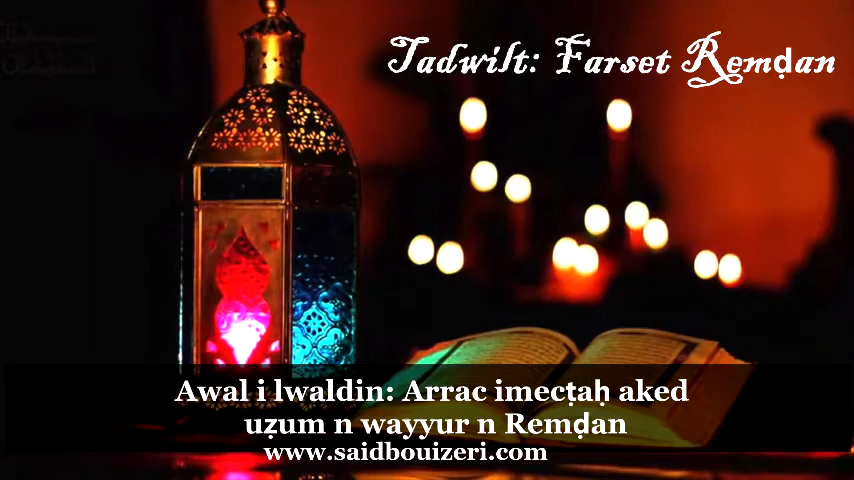 Tadwilt: Farset Remḍan
Awal i lwaldin: Arrac imecṭaḥ aked
uẓum n wayyur n Remḍan
www.saidbouizeri.com